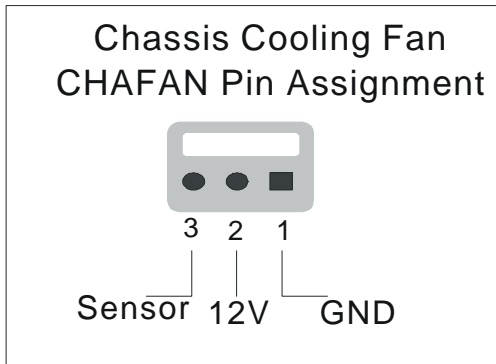 Chassis Cooling Fan
CHAFAN Pin Assignment
3 2 1
Sensor 12V GND